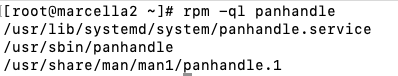 [[root@marcella2 ~]# rpm -ql panhandle
/usr/lib/systemd/system/panhandle.service
/usr/sbin/panhandle
/usr/share/man/man1/panhandle.1